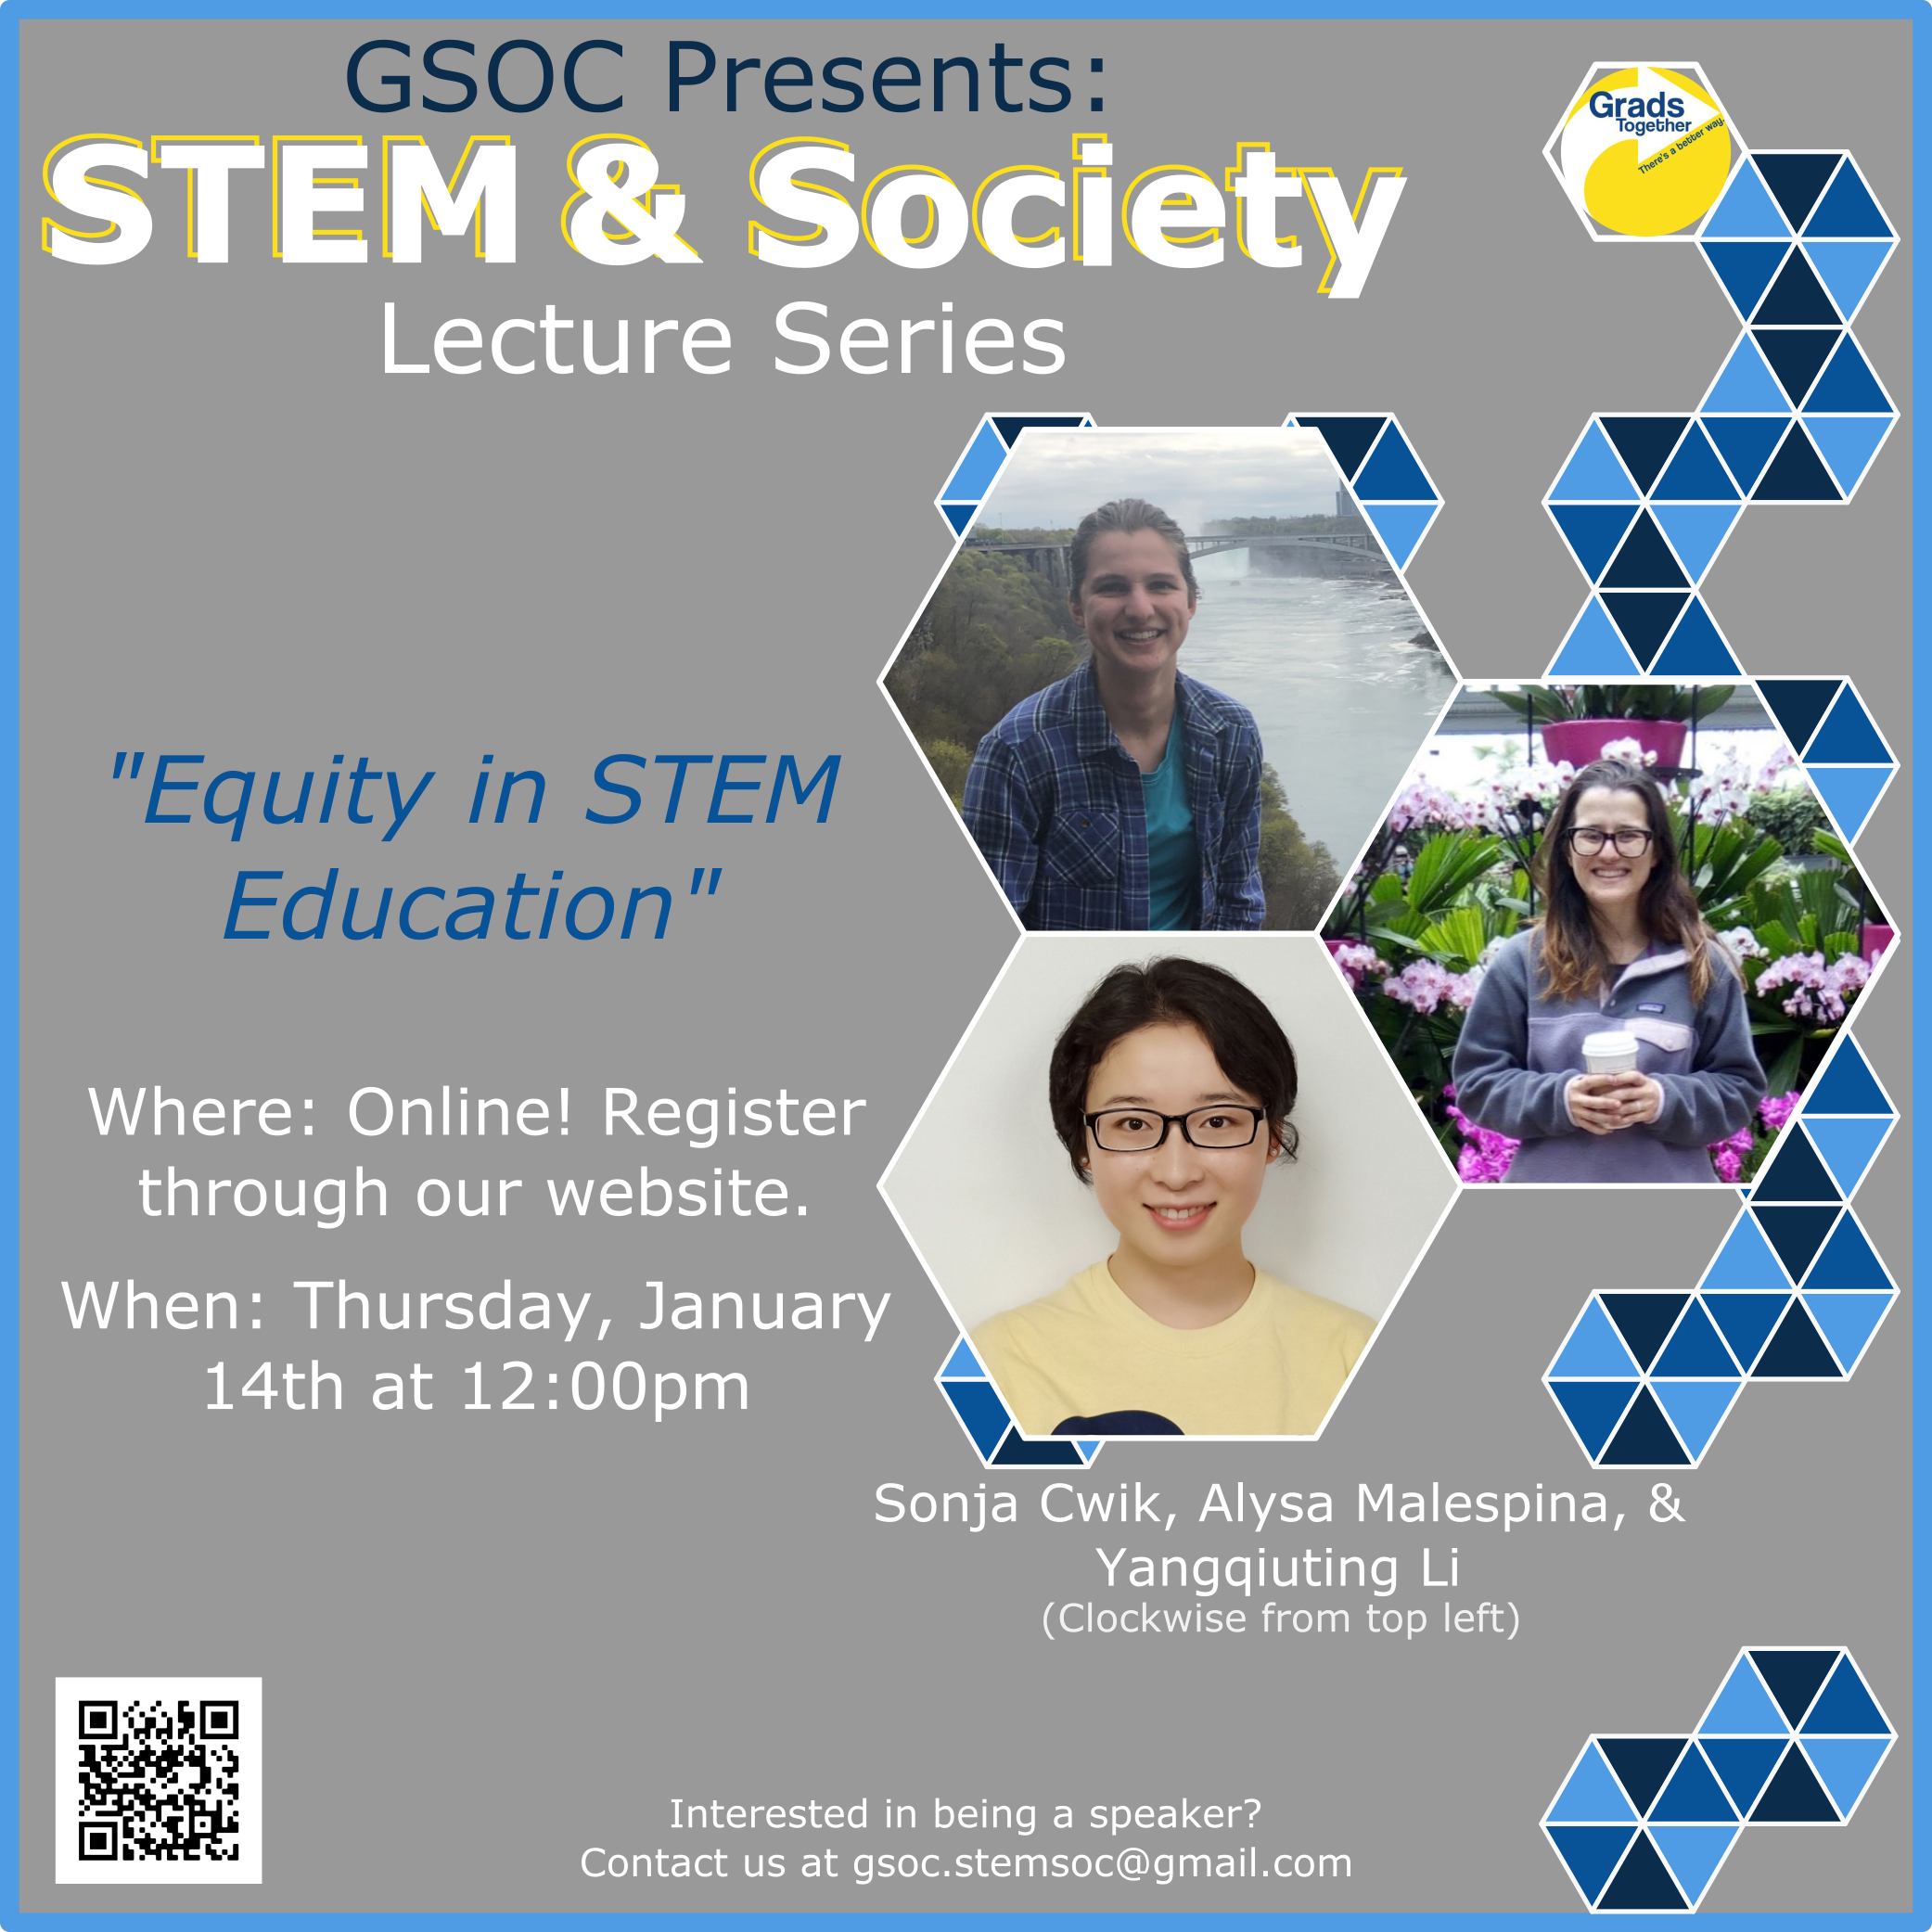 GSOC Presents:
STEM & Society
Lecture Series
Grads
Together
There's a better way.
"Equity in STEM
Education"
Where: Online! Register
through our website.
When: Thursday, January
14th at 12:00pm
Sonja Cwik, Alysa Malespina, &
Yangqiuting Li
(Clockwise from top left)
Interested in being a speaker?
Contact us at gsoc.stemsoc@gmail.com